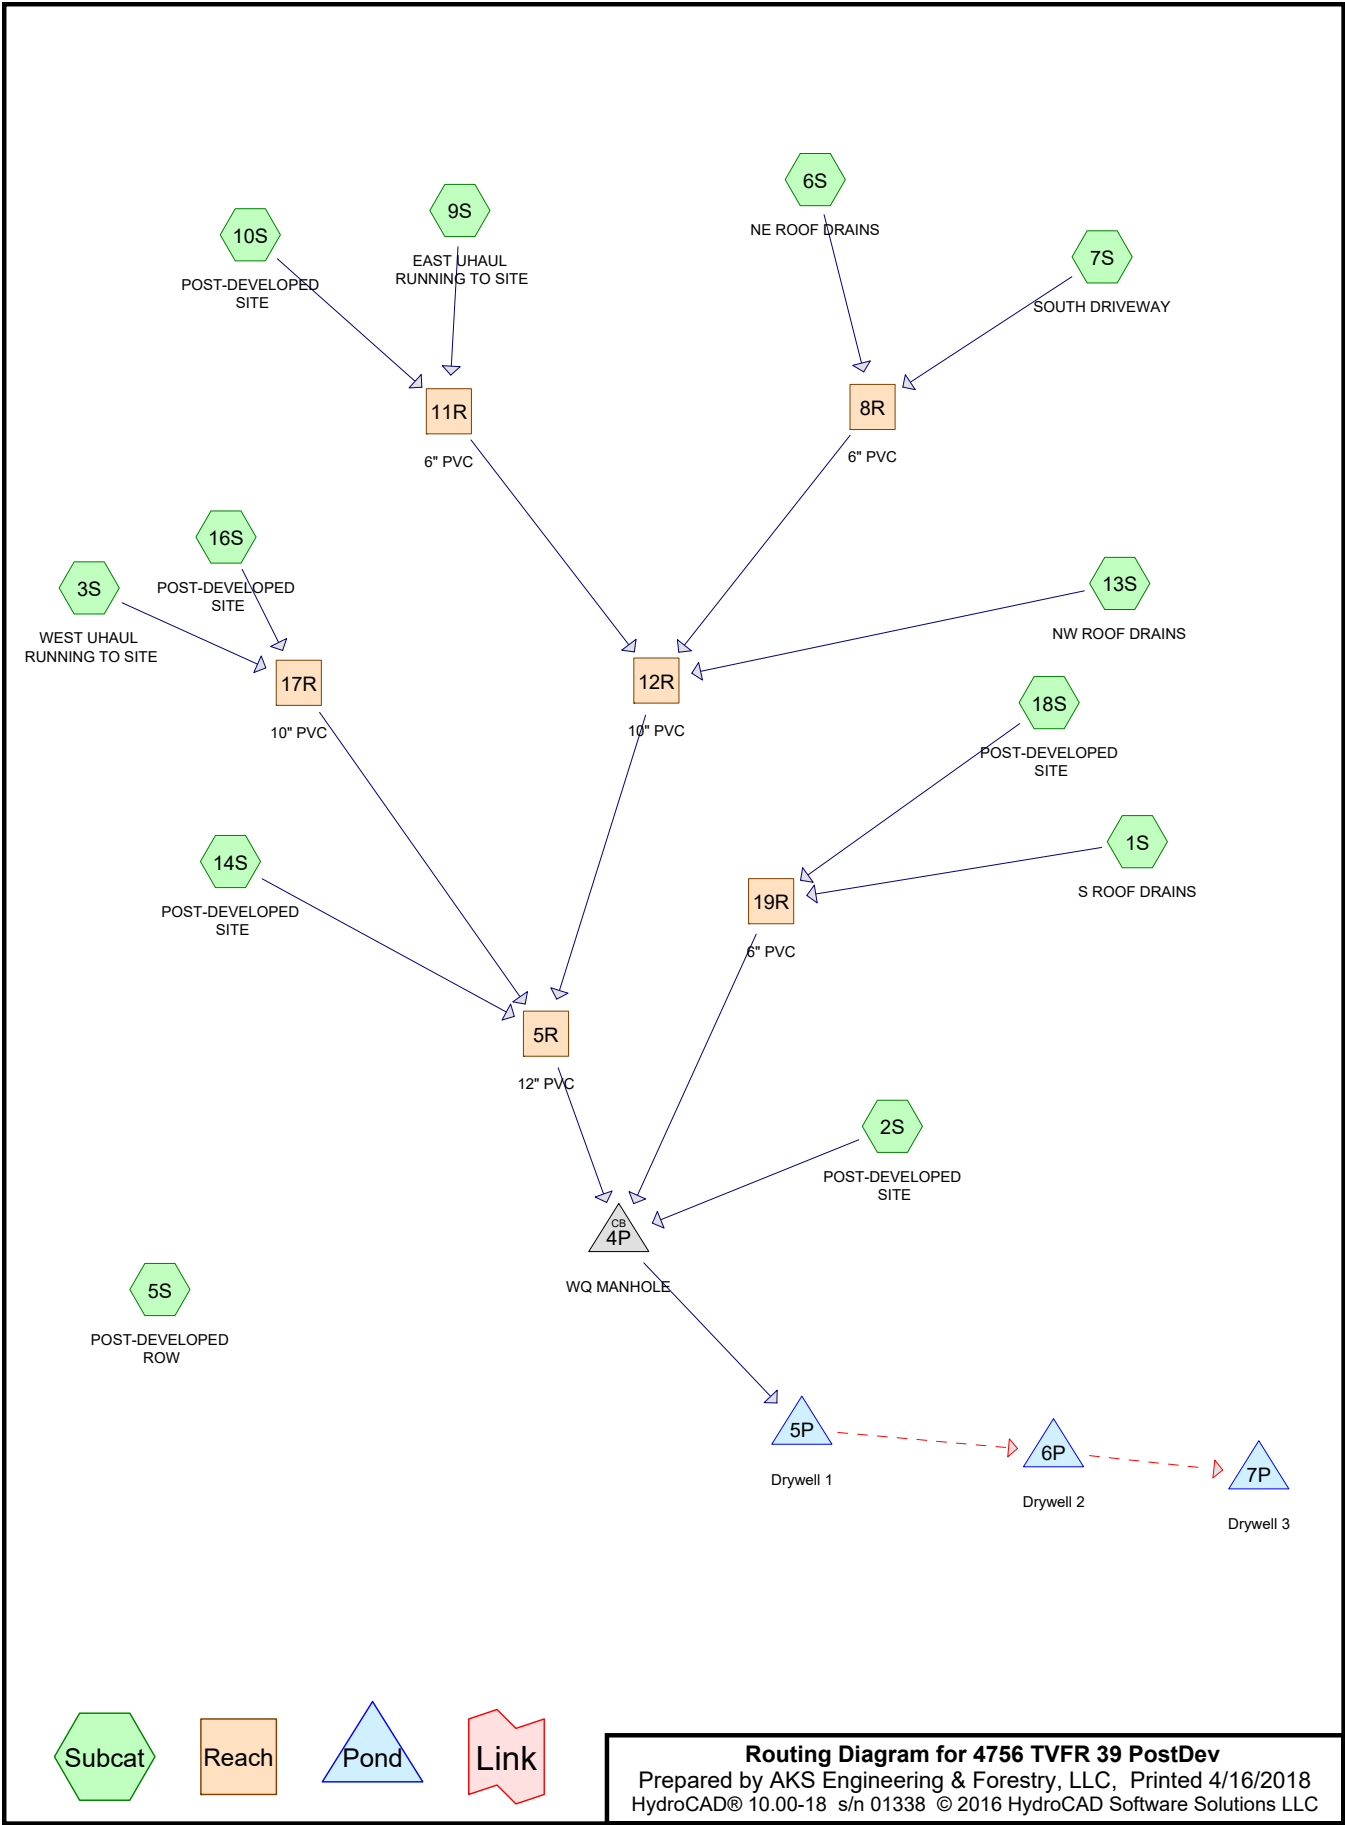 6S
NE ROOF DRAINS
9S
EAST UHAUL
RUNNING TO SITE
10S
POST-DEVELOPED
SITE
7S
SOUTH DRIVEWAY
11R
6" PVC
8R
6" PVC
16S
POST-DEVELOPED
SITE
3S
WEST UHAUL
RUNNING TO SITE
13S
NW ROOF DRAINS
17R
10" PVC
12R
10" PVC
18S
POST-DEVELOPED
SITE
14S
POST-DEVELOPED
SITE
1S
S ROOF DRAINS
19R
6" PVC
5R
12" PVC
2S
POST-DEVELOPED
SITE
CB
4P
WQ MANHOLE
5S
POST-DEVELOPED
ROW
5P
Drywell 1
6P
Drywell 2
7P
Drywell 3
Subcat
Reach
Pond
Link
Routing Diagram for 4756 TVFR 39 PostDev
Prepared by AKS Engineering & Forestry, LLC, Printed 4/16/2018
HydroCAD® 10.00-18 s/n 01338 © 2016 HydroCAD Software Solutions LLC